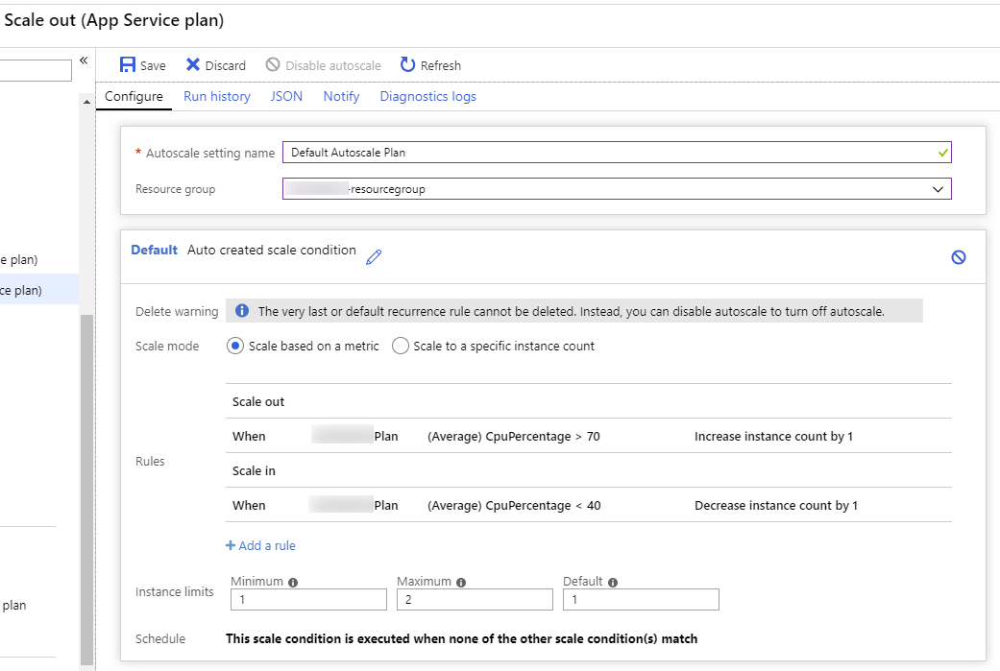 Scale out (App Service plan)
«
Save Discard Disable autoscale Refresh
Configure Run history JSON Notify Diagnostics logs
* Autoscale setting name Default Autoscale Plan
Resource group -resourcegroup
Default Auto created scale condition
e plan)
ce plan)
Delete warning The very last or default recurrence rule cannot be deleted. Instead, you can disable autoscale to turn off autoscale.
Scale mode Scale based on a metric Scale to a specific instance count
Scale out
When Plan (Average) CpuPercentage > 70 Increase instance count by 1
Rules
Scale in
When Plan (Average) CpuPercentage < 40 Decrease instance count by 1
+ Add a rule
Minimum Maximum Default
Instance limits 1 2 1
plan
Schedule This scale condition is executed when none of the other scale condition(s) match